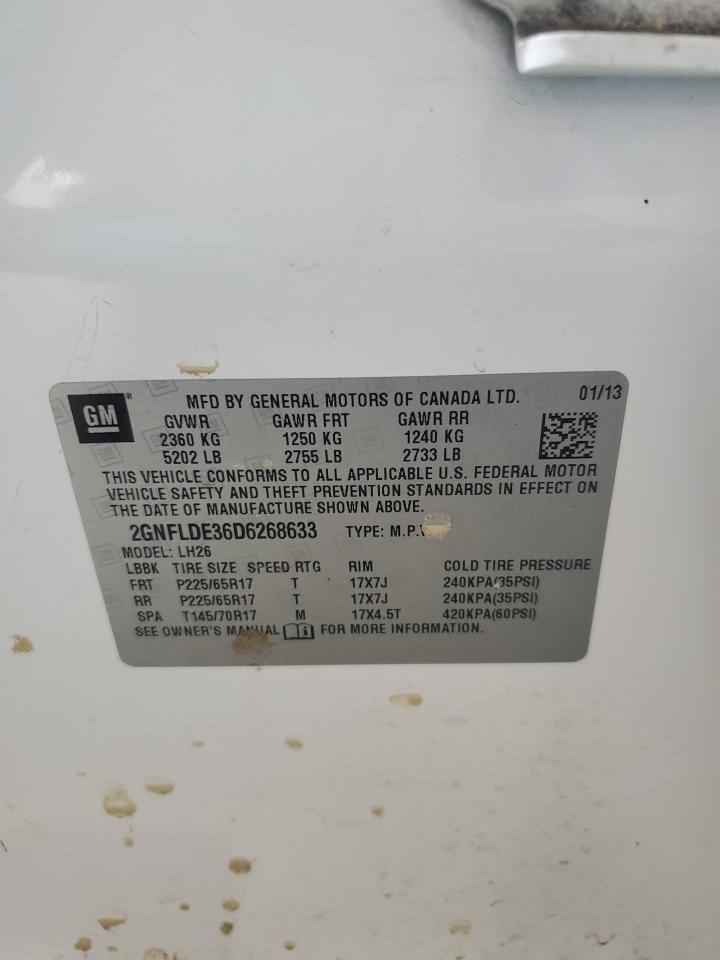 GM®
MFD BY GENERAL MOTORS OF CANADA LTD. 01/13
GVWR GAWR FRT GAWR RR
2360 KG 1250 KG 1240 KG
5202 LB 2755 LB 2733 LB
THIS VEHICLE CONFORMS TO ALL APPLICABLE U.S. FEDERAL MOTOR
VEHICLE SAFETY AND THEFT PREVENTION STANDARDS IN EFFECT ON
THE DATE OF MANUFACTURE SHOWN ABOVE.
2GNFLDE36D6268633 TYPE: M.P.
MODEL: LH26
LBBK TIRE SIZE SPEED RTG RIM COLD TIRE PRESSURE
FRT P225/65R17 T 17X7J 240KPA(35PSI)
RR P225/65R17 T 17X7J 240KPA(35PSI)
SPA T145/70R17 M 17X4.5T 420KPA(60PSI)
SEE OWNER'S MANUAL FOR MORE INFORMATION.